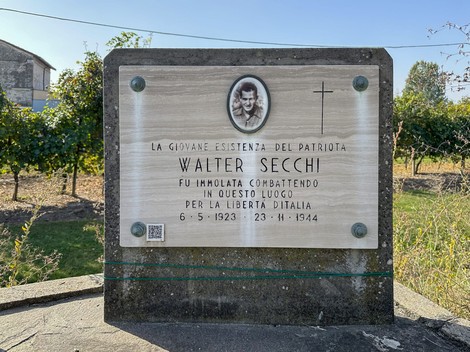 LA GIOVANE ESISTENZA DEL PATRIOTA
WALTER SECCHI
FU IMMOLATA COMBATTENDO
IN QUESTO LUOGO
PER LA LIBERTA D'ITALIA
6-5-1923 - 23-11-1944